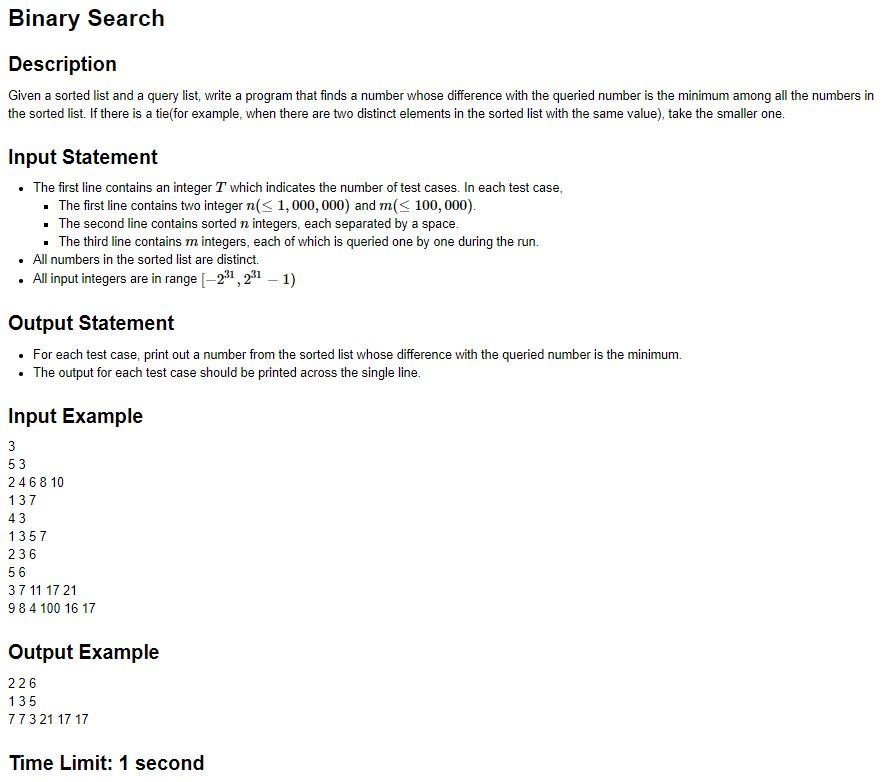 Binary Search
Description
Given a sorted list and a query list, write a program that finds a number whose difference with the queried number is the minimum among all the numbers in
the sorted list. If there is a tie(for example, when there are two distinct elements in the sorted list with the same value), take the smaller one.
Input Statement
• The first line contains an integer T which indicates the number of test cases. In each test case,
▪ The first line contains two integer n(≤ 1,000,000) and m(≤ 100,000).
▪ The second line contains sorted n integers, each separated by a space.
▪ The third line contains m integers, each of which is queried one by one during the run.
• All numbers in the sorted list are distinct.
• All input integers are in range [−2³¹, 2³¹ − 1)
Output Statement
• For each test case, print out a number from the sorted list whose difference with the queried number is the minimum.
• The output for each test case should be printed across the single line.
Input Example
3
5 3
2 4 6 8 10
1 3 7
4 3
1 3 5 7
2 3 6
5 6
3 7 11 17 21
9 8 4 100 16 17
Output Example
2 2 6
1 3 5
7 7 3 21 17 17
Time Limit: 1 second